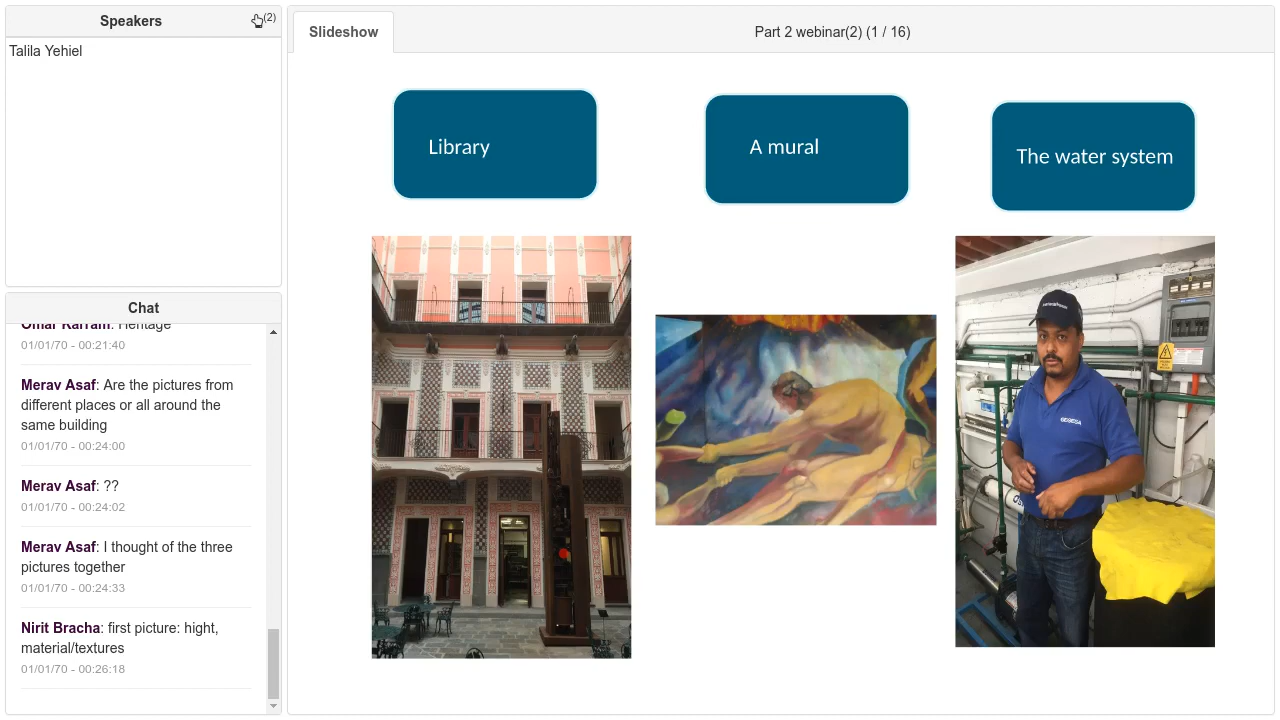 Speakers
(2)
Talila Yehiel
Chat
Omar Karram: Heritage
01/01/70 - 00:21:40
Merav Asaf: Are the pictures from
different places or all around the
same building
01/01/70 - 00:24:00
Merav Asaf: ??
01/01/70 - 00:24:02
Merav Asaf: I thought of the three
pictures together
01/01/70 - 00:24:33
Nirit Bracha: first picture: hight,
material/textures
01/01/70 - 00:26:18
Slideshow
Part 2 webinar(2) (1 / 16)
Library
A mural
The water system